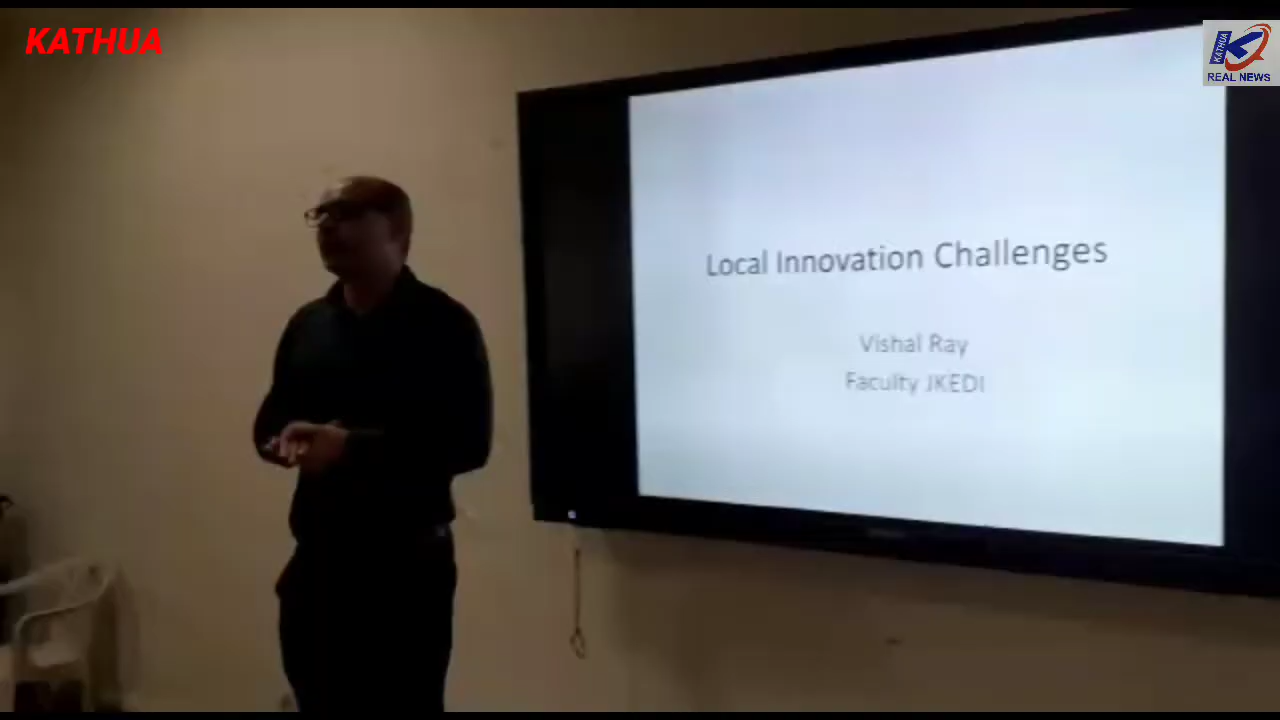 KATHUA
KATHUA
REAL NEWS
Local Innovation Challenges
Vishal Ray
Faculty JKEDI